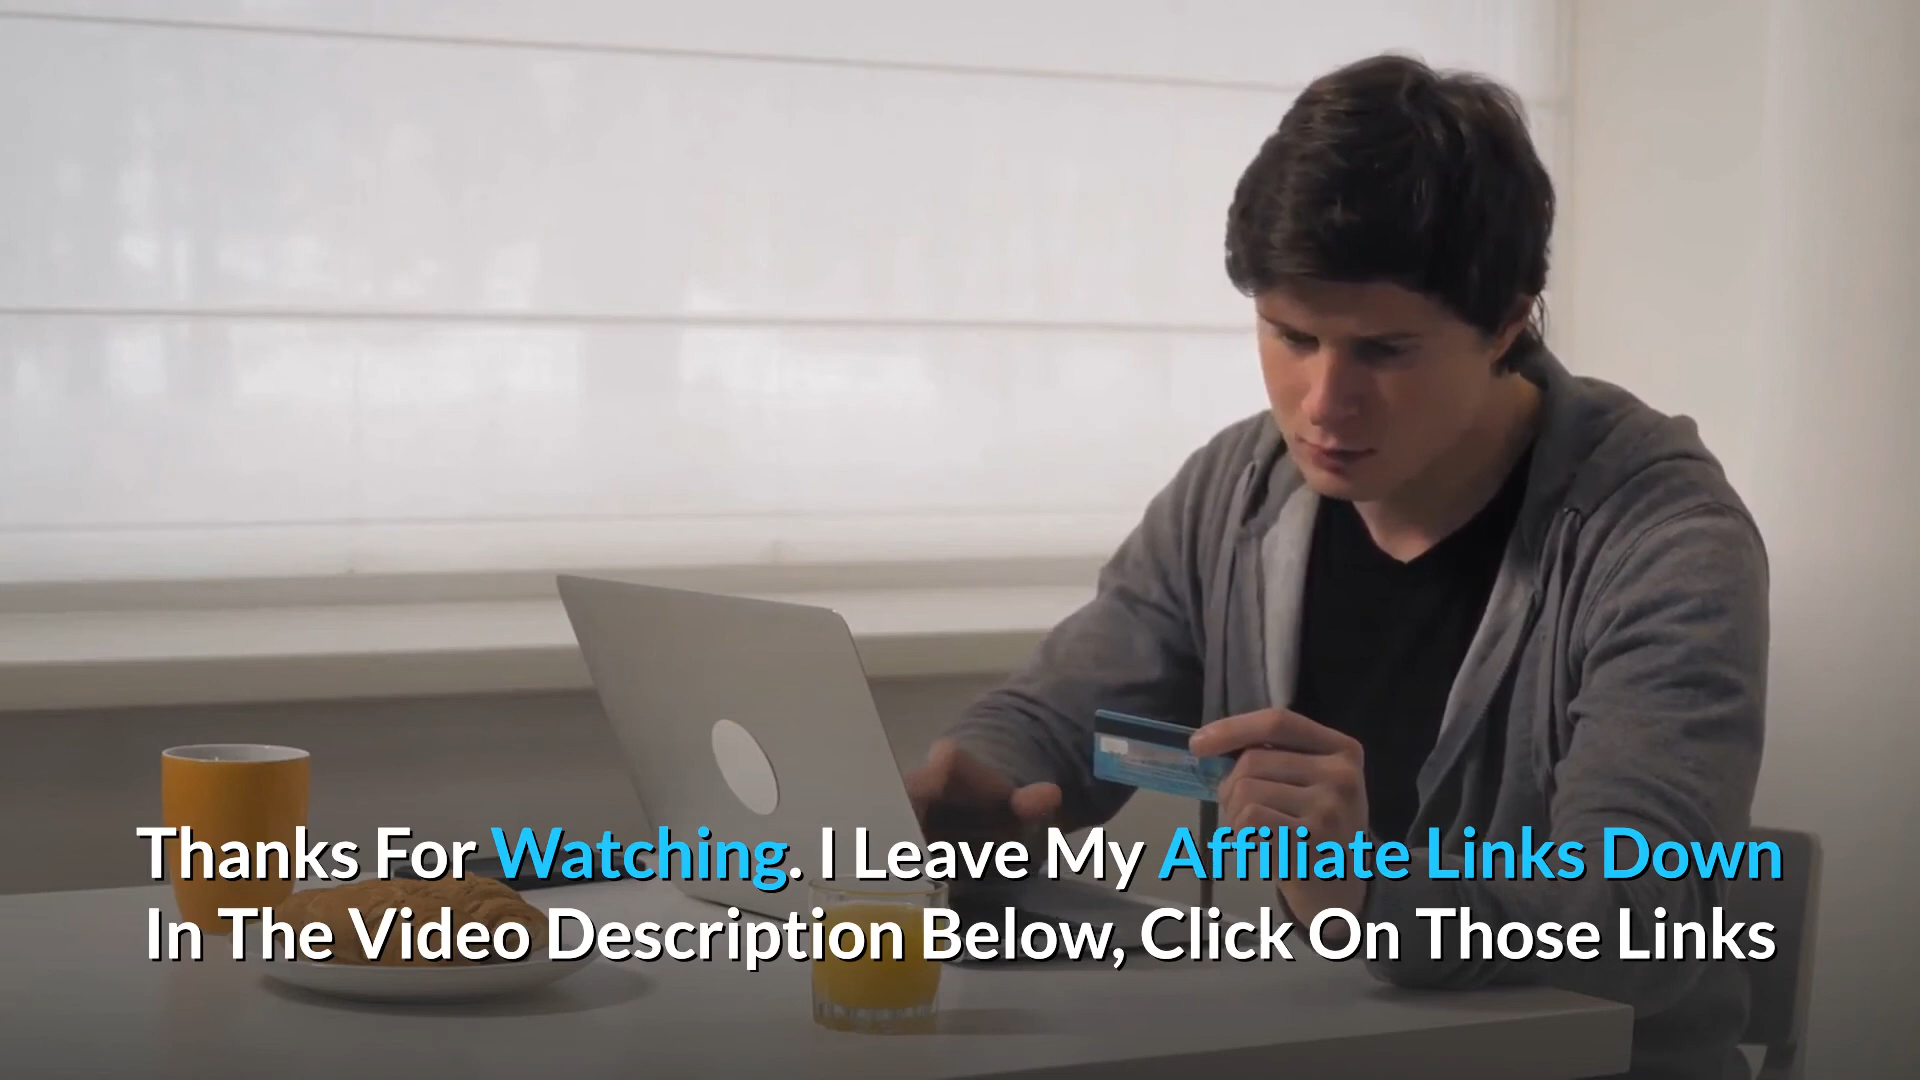 Thanks For Watching. I Leave My Affiliate Links Down
In The Video Description Below, Click On Those Links